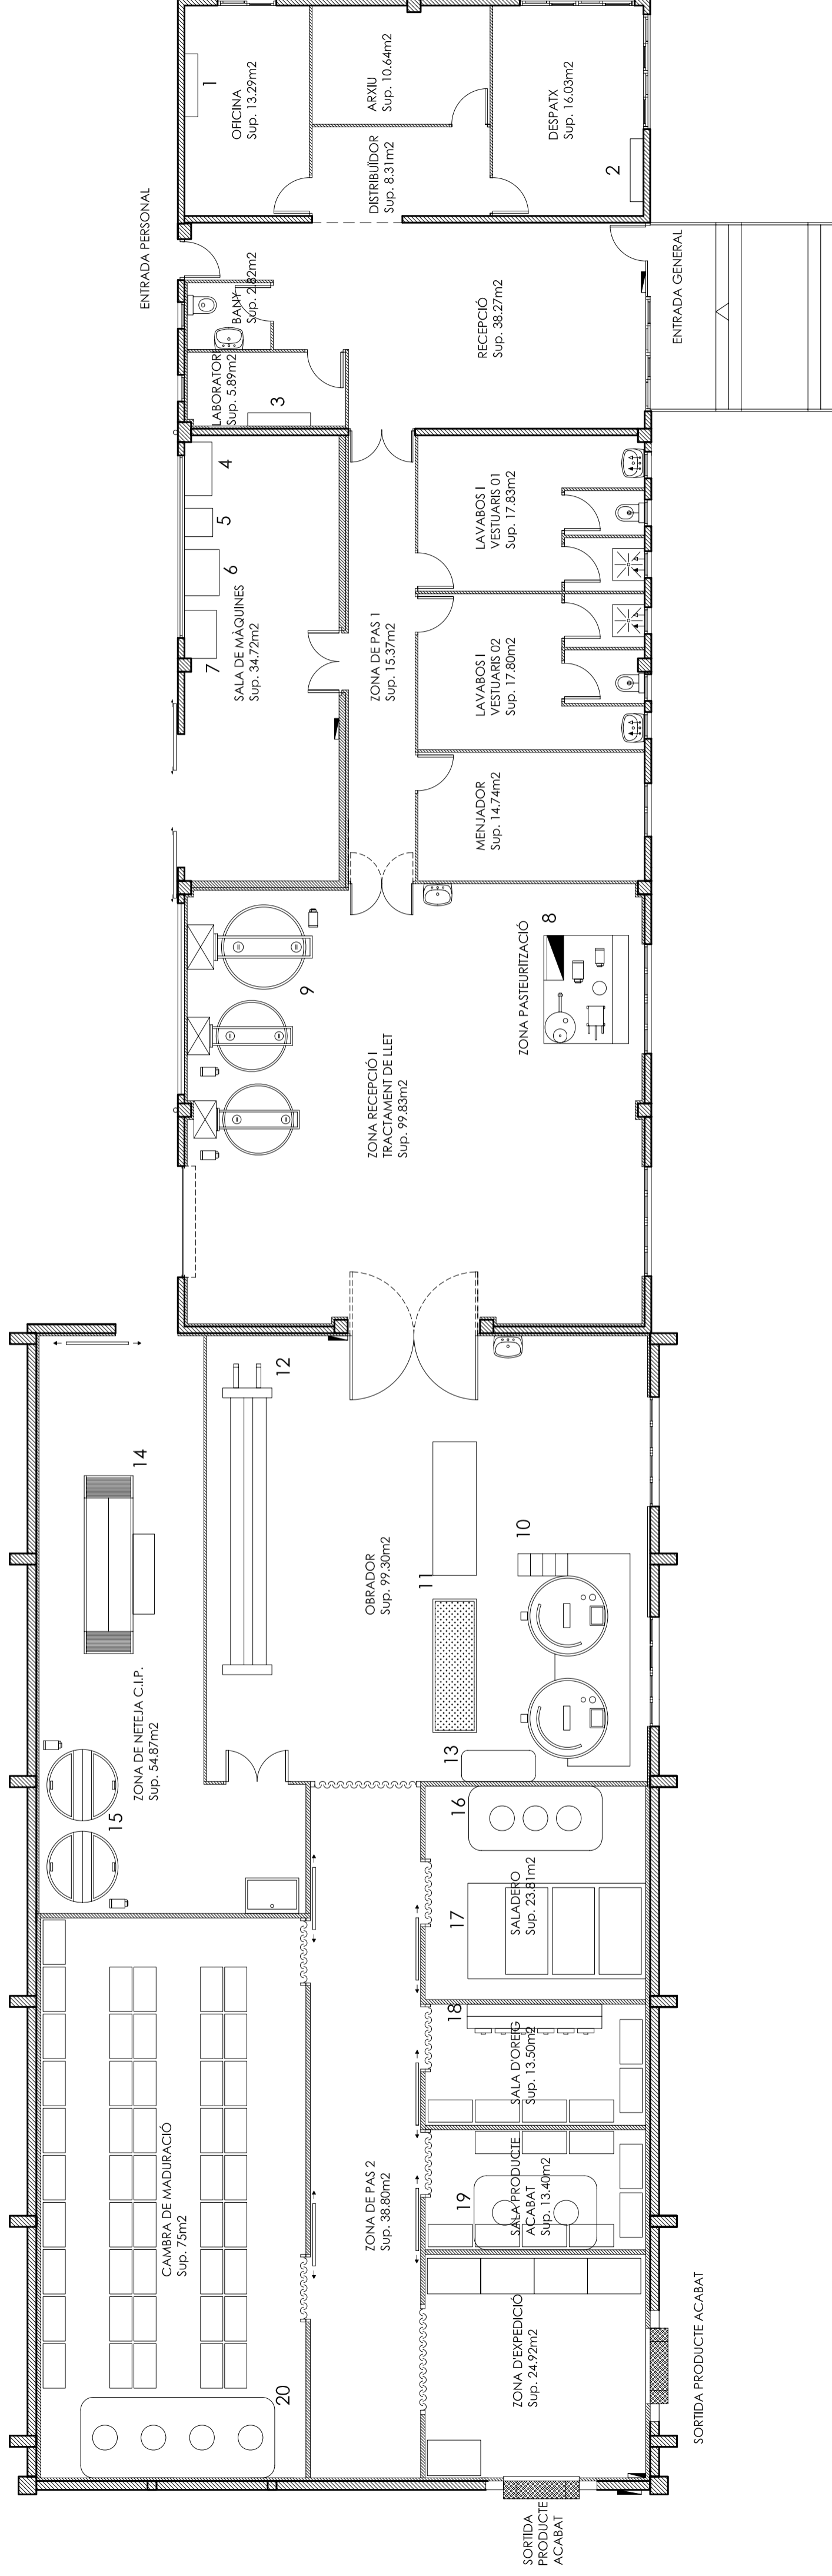 ENTRADA PERSONAL
1
OFICINA
Sup. 13.29m2
ARXIU
Sup. 10.64m2
DISTRIBUÏDOR
Sup. 8.31m2
DESPATX
Sup. 16.03m2
2
BANY
Sup. 2.82m2
LABORATORI
Sup. 5.89m2
3
RECEPCIÓ
Sup. 38.27m2
ENTRADA GENERAL
4
5
6
7
SALA DE MÀQUINES
Sup. 34.72m2
ZONA DE PAS 1
Sup. 15.37m2
LAVABOS I
VESTUARIS 01
Sup. 17.83m2
LAVABOS I
VESTUARIS 02
Sup. 17.80m2
MENJADOR
Sup. 14.74m2
9
ZONA RECEPCIÓ I
TRACTAMENT DE LLET
Sup. 99.83m2
ZONA PASTEURITZACIÓ
8
12
14
OBRADOR
Sup. 99.30m2
11
10
13
ZONA DE NETEJA C.I.P.
Sup. 54.87m2
15
16
17
SALADERO
Sup. 23.81m2
18
SALA D'OREIG
Sup. 13.50m2
19
SALA PRODUCTE
ACABAT
Sup. 13.40m2
CAMBRA DE MADURACIÓ
Sup. 75m2
ZONA DE PAS 2
Sup. 38.80m2
20
ZONA D'EXPEDICIÓ
Sup. 24.92m2
SORTIDA PRODUCTE ACABAT
SORTIDA
PRODUCTE
ACABAT